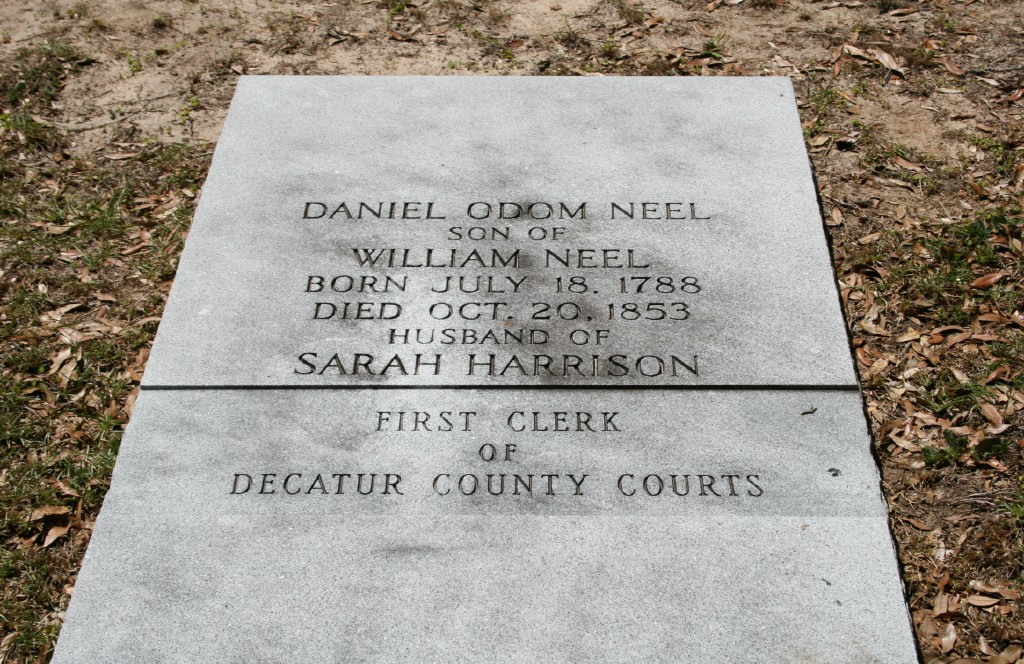 DANIEL ODOM NEEL
SON OF
WILLIAM NEEL
BORN JULY 18, 1788
DIED OCT. 20, 1853
HUSBAND OF
SARAH HARRISON
FIRST CLERK
OF
DECATUR COUNTY COURTS